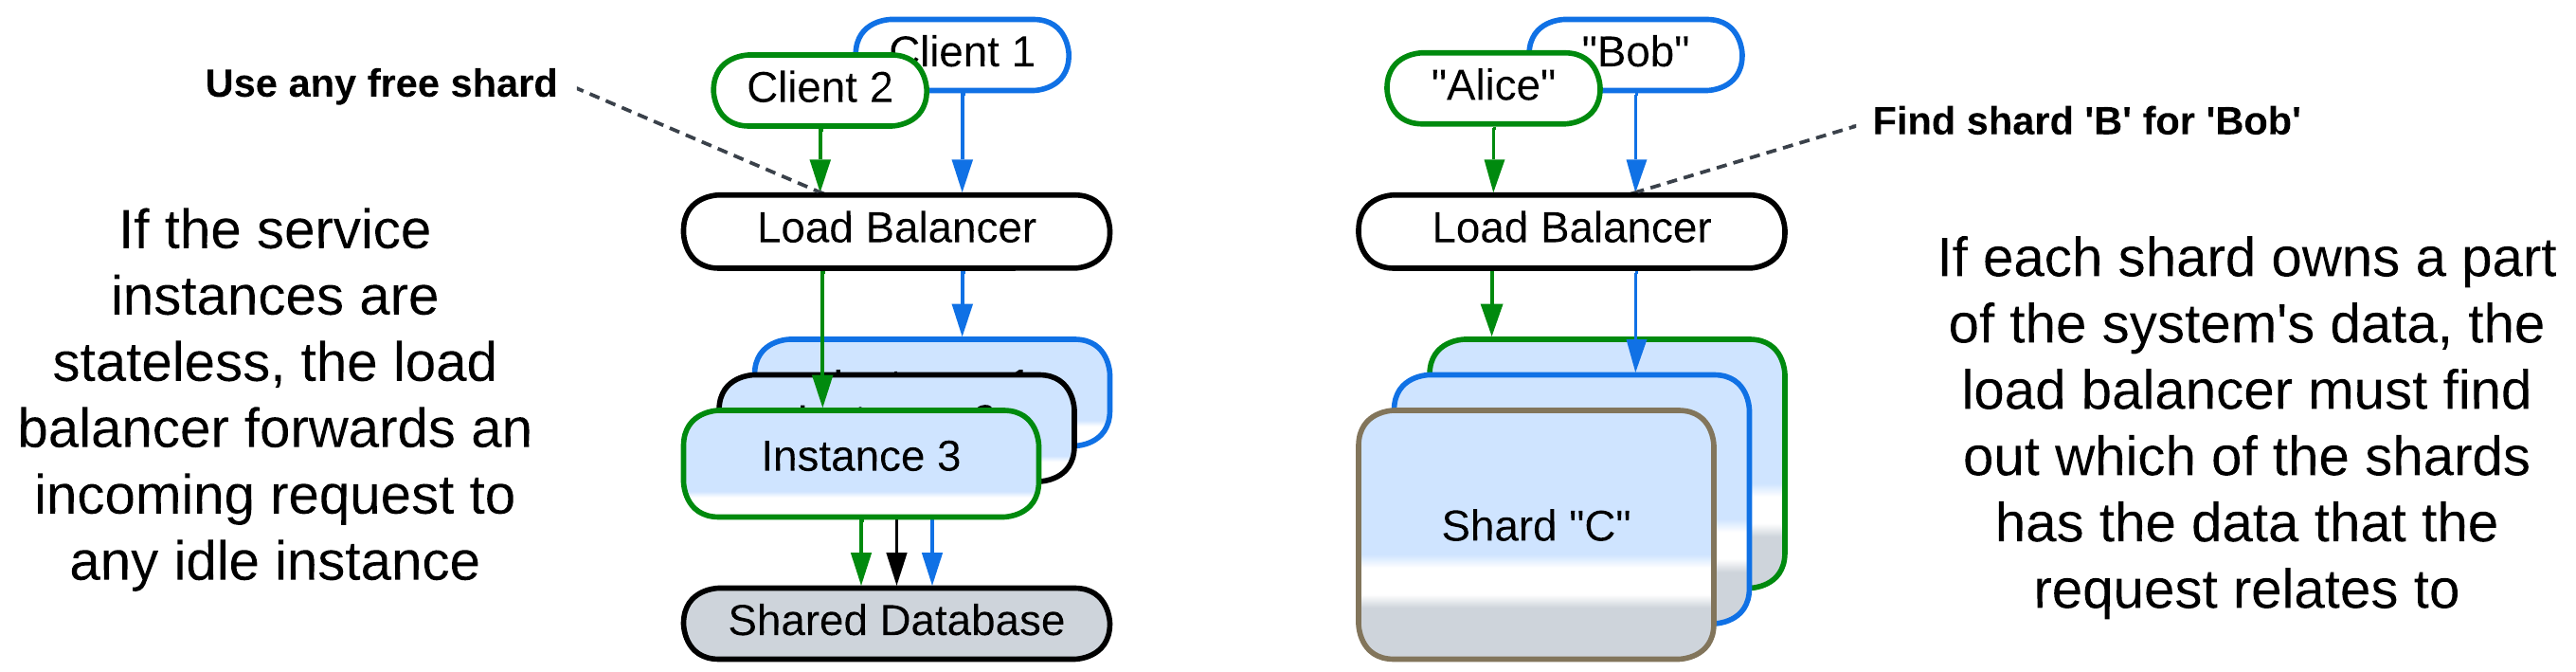 Use any free shard
If the service
instances are
stateless, the load
balancer forwards an
incoming request to
any idle instance
Client 1
Client 2
Load Balancer
Instance 3
Shared Database
"Bob"
"Alice"
Load Balancer
Shard "C"
Find shard 'B' for 'Bob'
If each shard owns a part
of the system's data, the
load balancer must find
out which of the shards
has the data that the
request relates to